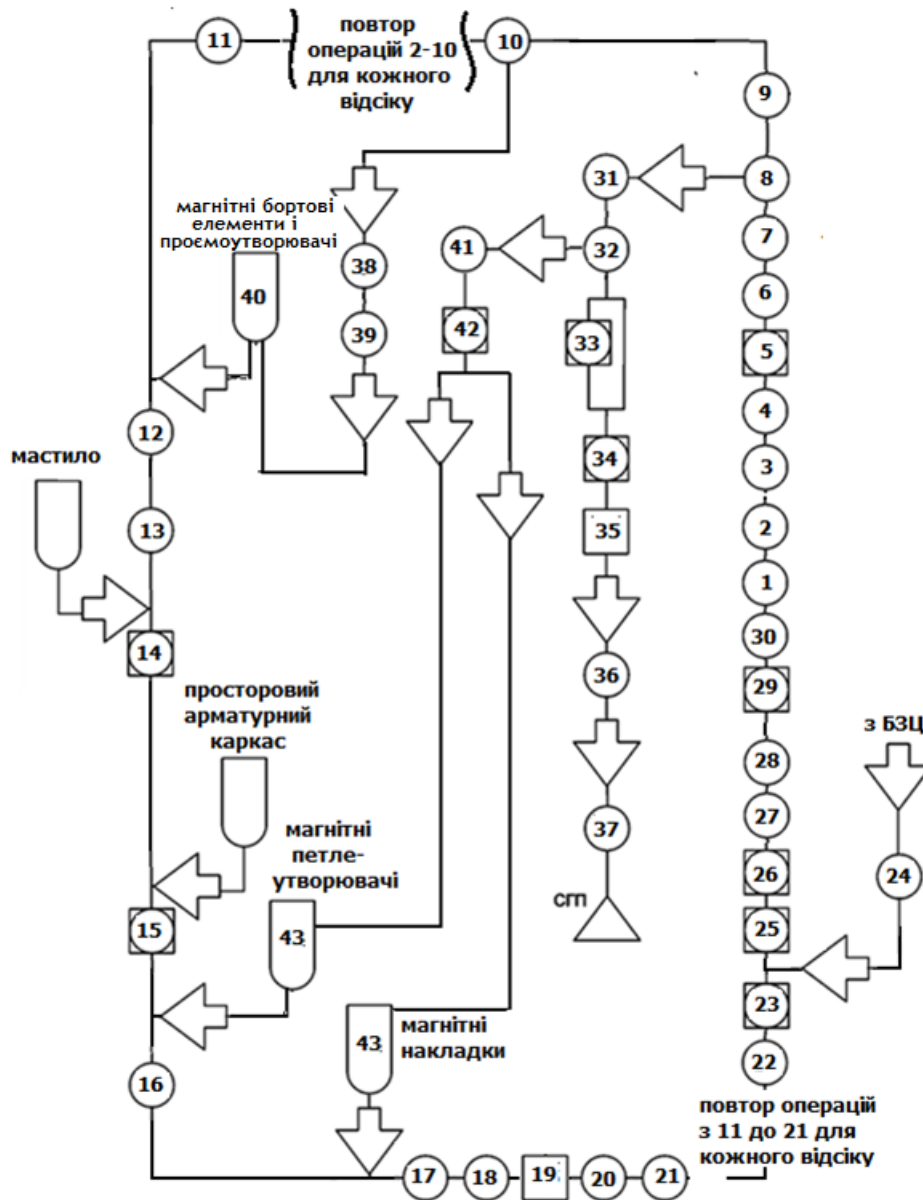 повтор
операцій 2-10
для кожного
відсіку
11
10
9
8
31
7
32
41
6
магнітні бортові
елементи і
проємоутворювачі
38
40
39
42
33
5
4
12
34
3
мастило
13
35
2
1
30
14
36
29
просторовий
арматурний
каркас
з БЗЦ
28
27
37
магнітні
петле-
утворювачі
26
24
сгп
15
43
25
23
43
магнітні
накладки
22
16
повтор операцій
з 11 до 21 для
кожного відсіку
17
18
19
20
21